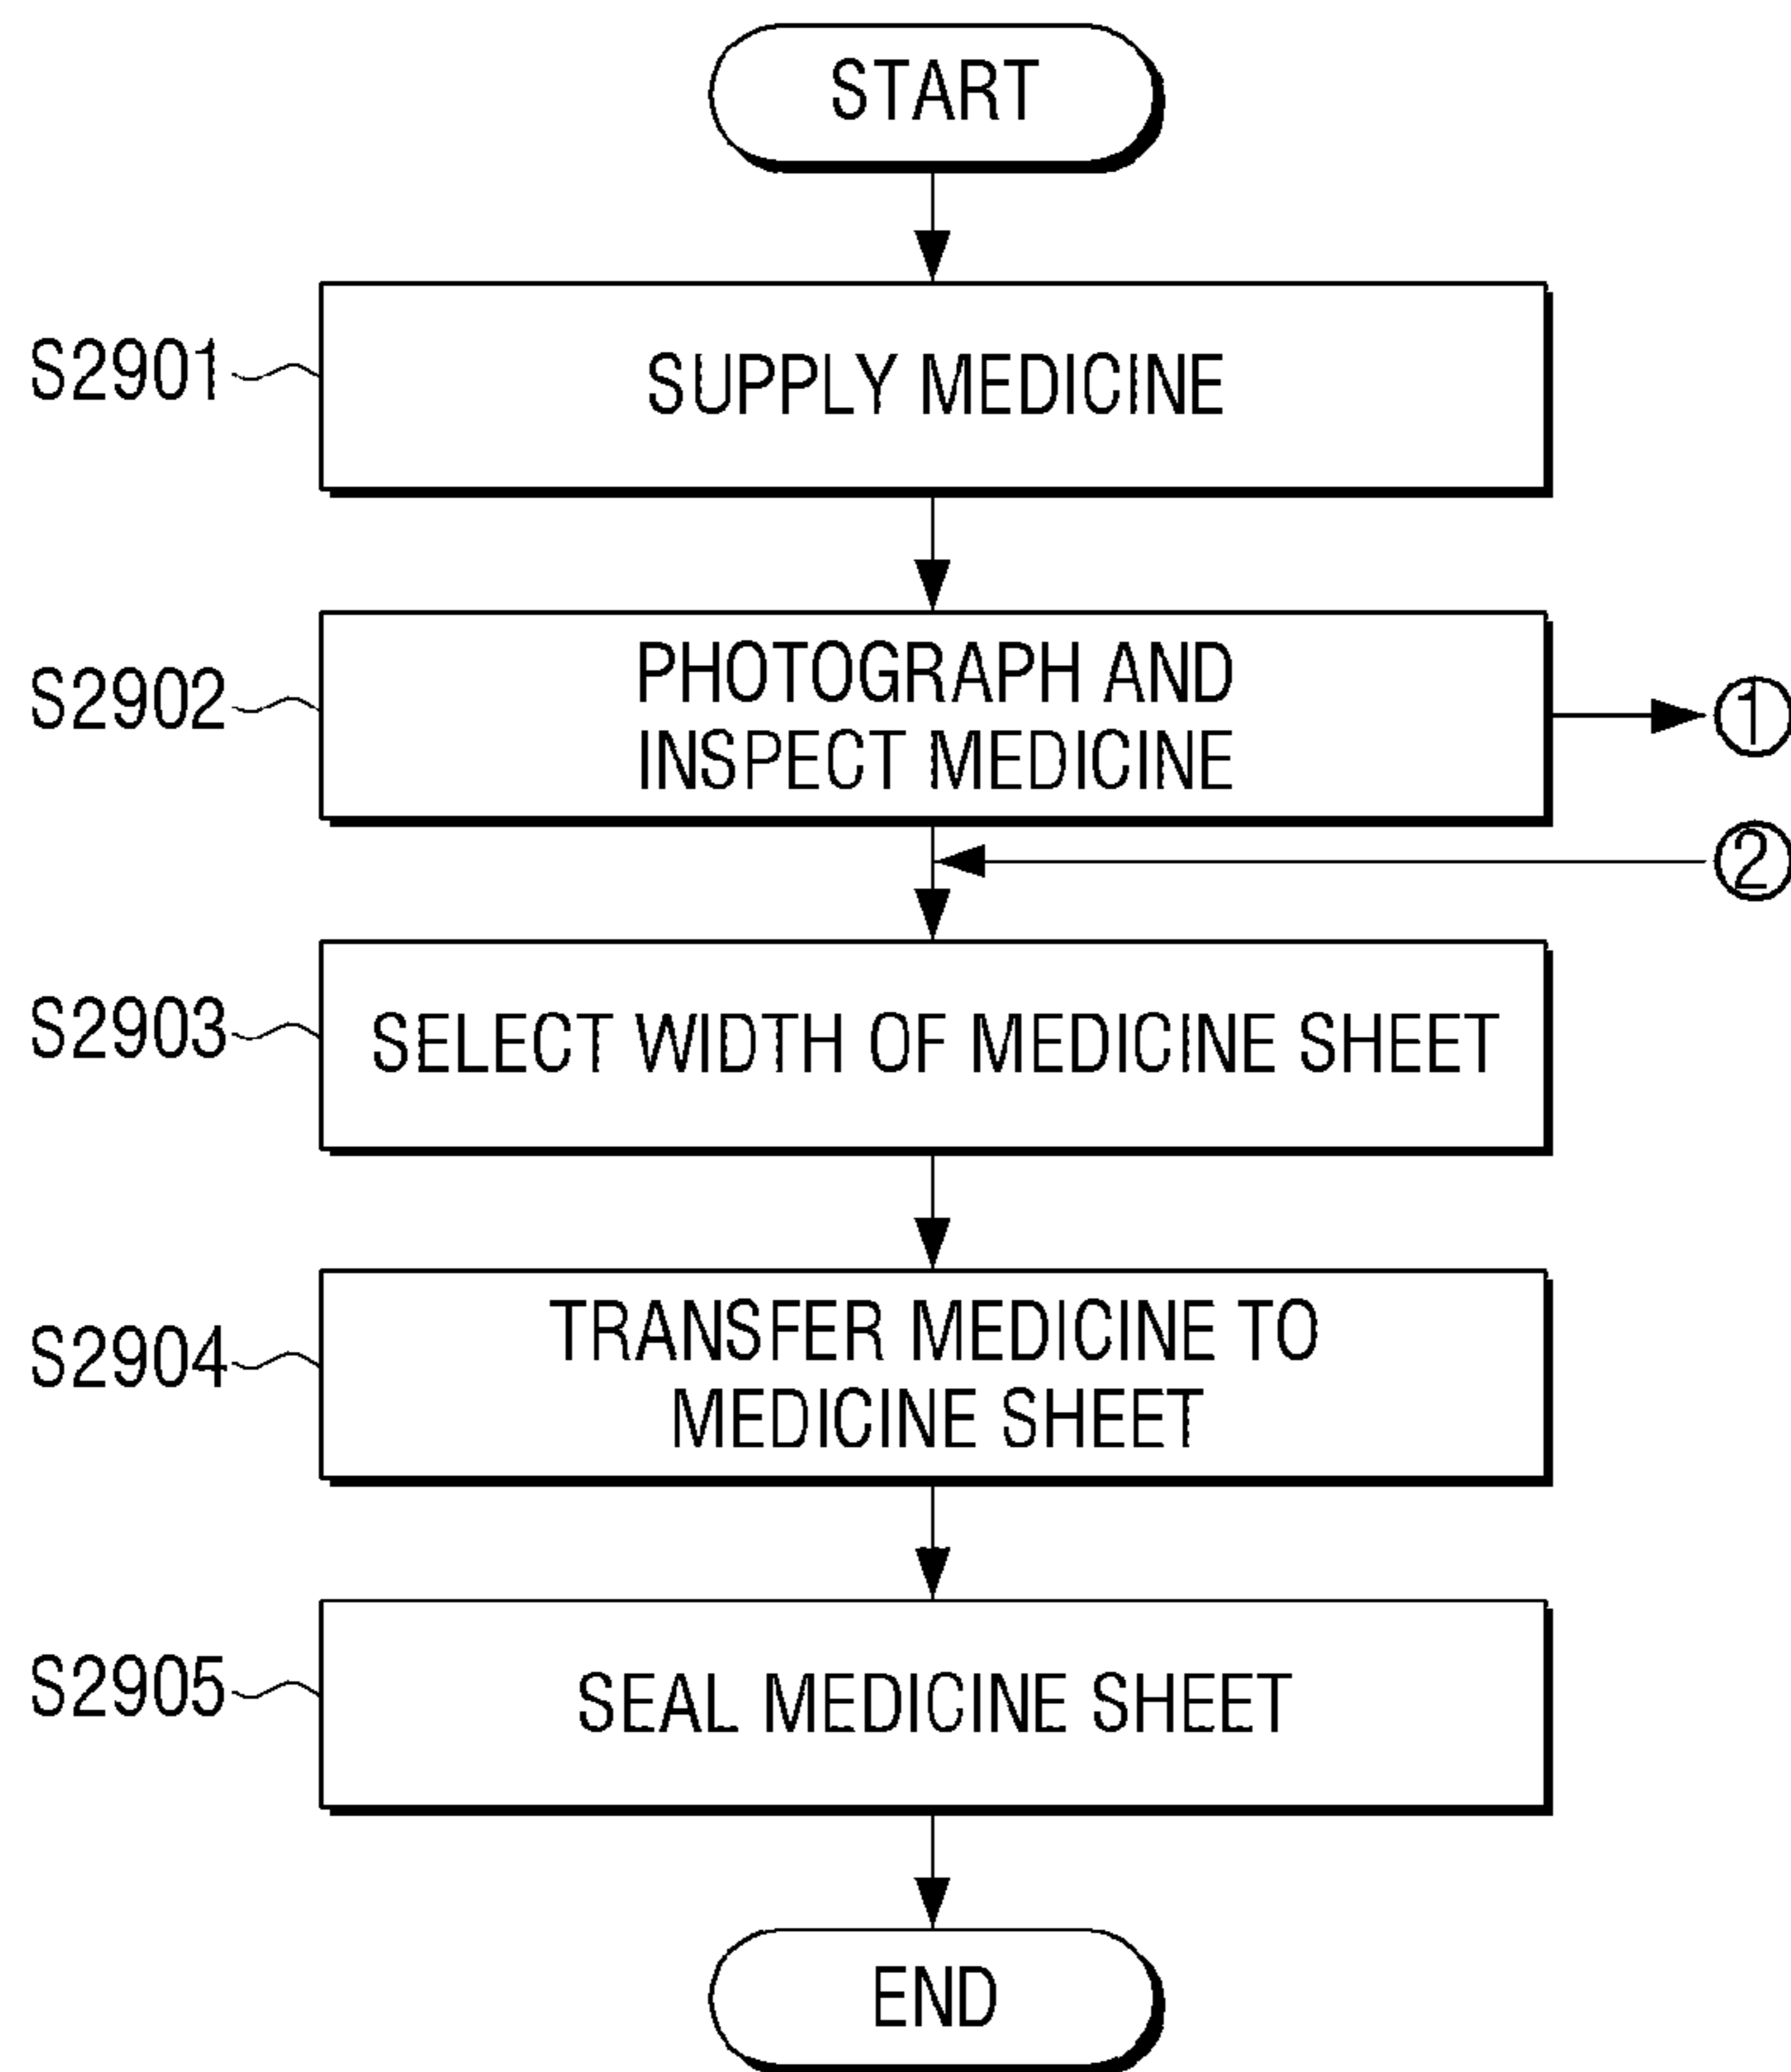 START
S2901
SUPPLY MEDICINE
S2902
PHOTOGRAPH AND
INSPECT MEDICINE
①
②
S2903
SELECT WIDTH OF MEDICINE SHEET
S2904
TRANSFER MEDICINE TO
MEDICINE SHEET
S2905
SEAL MEDICINE SHEET
END